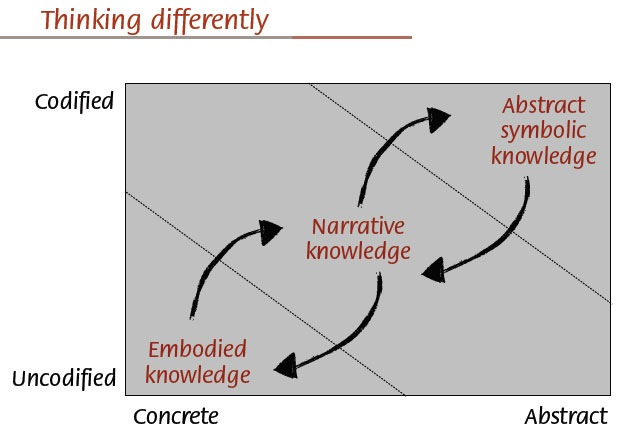 Thinking differently
Codified
Abstract
symbolic
knowledge
Narrative
knowledge
Embodied
knowledge
Uncodified
Concrete
Abstract